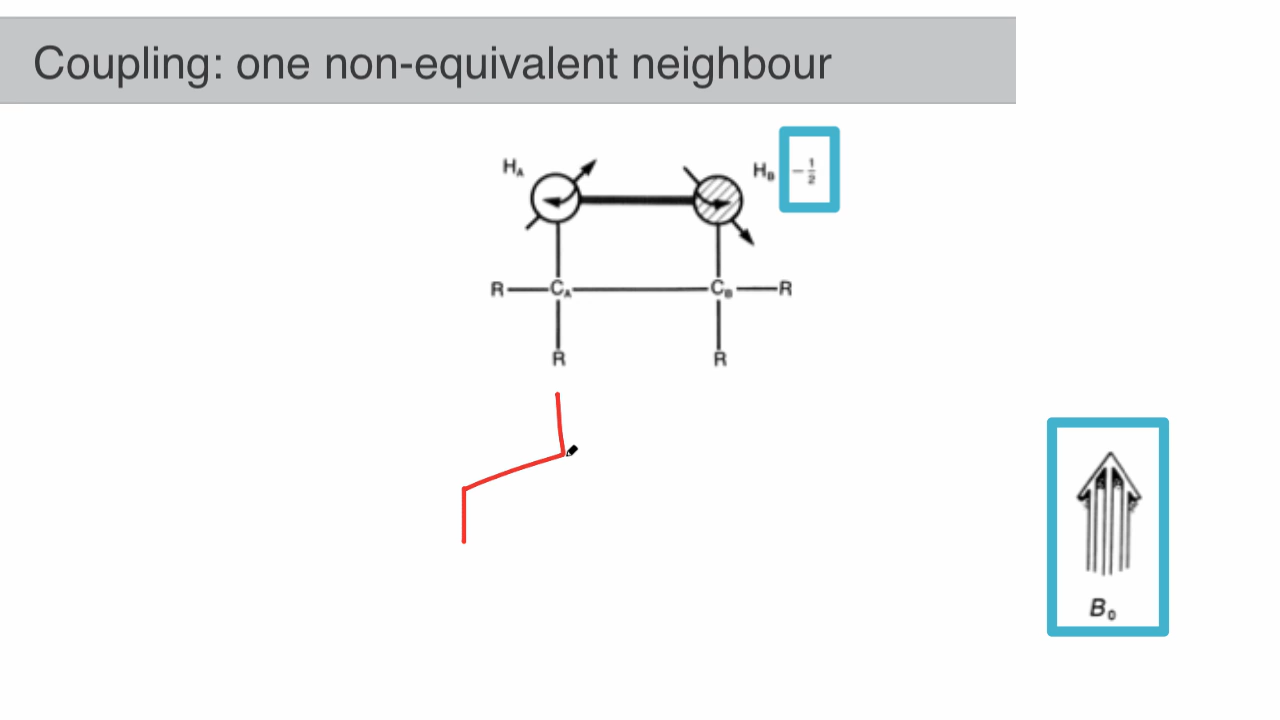 Coupling: one non-equivalent neighbour
HA HB -1/2
R CA CB R
R R
B0